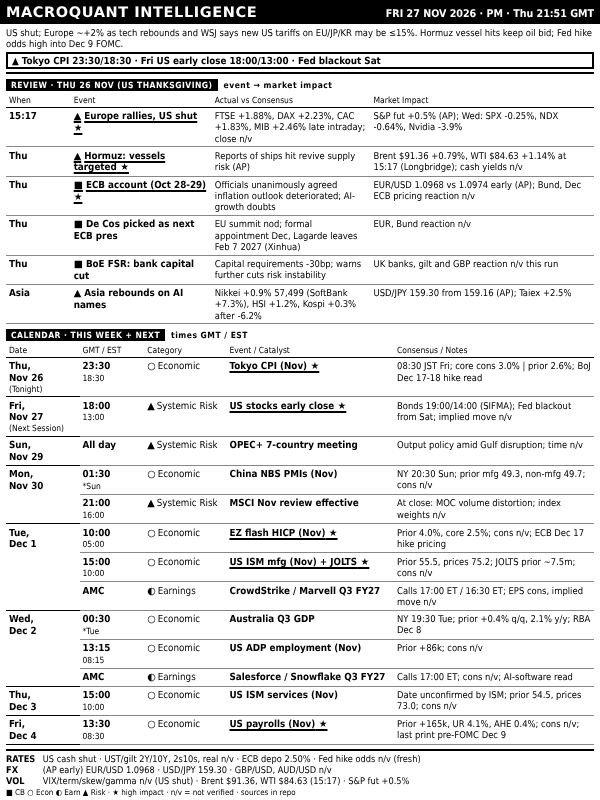 MACROQUANT INTELLIGENCE FRI 27 NOV 2026 · PM · Thu 21:51 GMT
US shut; Europe ~+2% as tech rebounds and WSJ says new US tariffs on EU/JP/KR may be ≤15%. Hormuz vessel hits keep oil bid; Fed hike
odds high into Dec 9 FOMC.
▲ Tokyo CPI 23:30/18:30 · Fri US early close 18:00/13:00 · Fed blackout Sat
REVIEW · THU 26 NOV (US THANKSGIVING) event → market impact
When Event Actual vs Consensus Market Impact
15:17 ▲ Europe rallies, US shut FTSE +1.88%, DAX +2.23%, CAC S&P fut +0.5% (AP); Wed: SPX -0.25%, NDX
★ +1.83%, MIB +2.46% late intraday; -0.64%, Nvidia -3.9%
close n/v
Thu ▲ Hormuz: vessels Reports of ships hit revive supply Brent $91.36 +0.79%, WTI $84.63 +1.14% at
targeted ★ risk (AP) 15:17 (Longbridge); cash yields n/v
Thu ■ ECB account (Oct 28-29) Officials unanimously agreed EUR/USD 1.0968 vs 1.0974 early (AP); Bund, Dec
★ inflation outlook deteriorated; AI- ECB pricing reaction n/v
growth doubts
Thu ■ De Cos picked as next EU summit nod; formal EUR, Bund reaction n/v
ECB pres appointment Dec, Lagarde leaves
Feb 7 2027 (Xinhua)
Thu ■ BoE FSR: bank capital Capital requirements -30bp; warns UK banks, gilt and GBP reaction n/v this run
cut further cuts risk instability
Asia ▲ Asia rebounds on AI Nikkei +0.9% 57,499 (SoftBank USD/JPY 159.30 from 159.16 (AP); Taiex +2.5%
names +7.3%), HSI +1.2%, Kospi +0.3%
after -6.2%
CALENDAR · THIS WEEK + NEXT times GMT / EST
Date GMT / EST Category Event / Catalyst Consensus / Notes
Thu, 23:30 ○ Economic Tokyo CPI (Nov) ★ 08:30 JST Fri; core cons 3.0% | prior 2.6%; BoJ
Nov 26 18:30 Dec 17-18 hike read
(Tonight)
Fri, 18:00 ▲ Systemic Risk US stocks early close ★ Bonds 19:00/14:00 (SIFMA); Fed blackout
Nov 27 13:00 from Sat; implied move n/v
(Next Session)
Sun, All day ▲ Systemic Risk OPEC+ 7-country meeting Output policy amid Gulf disruption; time n/v
Nov 29
Mon, 01:30 ○ Economic China NBS PMIs (Nov) NY 20:30 Sun; prior mfg 49.3, non-mfg 49.7;
Nov 30 *Sun cons n/v
21:00 ▲ Systemic Risk MSCI Nov review effective At close: MOC volume distortion; index
16:00 weights n/v
Tue, 10:00 ○ Economic EZ flash HICP (Nov) ★ Prior 4.0%, core 2.5%; cons n/v; ECB Dec 17
Dec 1 05:00 hike pricing
15:00 ○ Economic US ISM mfg (Nov) + JOLTS ★ Prior 55.5, prices 75.2; JOLTS prior ~7.5m;
10:00 cons n/v
AMC ◐ Earnings CrowdStrike / Marvell Q3 FY27 Calls 17:00 ET / 16:30 ET; EPS cons, implied
move n/v
Wed, 00:30 ○ Economic Australia Q3 GDP NY 19:30 Tue; prior +0.4% q/q, 2.1% y/y; RBA
Dec 2 *Tue Dec 8
13:15 ○ Economic US ADP employment (Nov) Prior +86k; cons n/v
08:15
AMC ◐ Earnings Salesforce / Snowflake Q3 FY27 Calls 17:00 ET; cons n/v; AI-software read
Thu, 15:00 ○ Economic US ISM services (Nov) Date unconfirmed by ISM; prior 54.5, prices
Dec 3 10:00 73.0; cons n/v
Fri, 13:30 ○ Economic US payrolls (Nov) ★ Prior +165k, UR 4.1%, AHE 0.4%; cons n/v;
Dec 4 08:30 last print pre-FOMC Dec 9
RATES US cash shut · UST/gilt 2Y/10Y, 2s10s, real n/v · ECB depo 2.50% · Fed hike odds n/v (fresh)
FX (AP early) EUR/USD 1.0968 · USD/JPY 159.30 · GBP/USD, AUD/USD n/v
VOL VIX/term/skew/gamma n/v (US shut) · Brent $91.36, WTI $84.63 (15:17) · S&P fut +0.5%
■ CB ○ Econ ◐ Earn ▲ Risk · ★ high impact · n/v = not verified · sources in repo